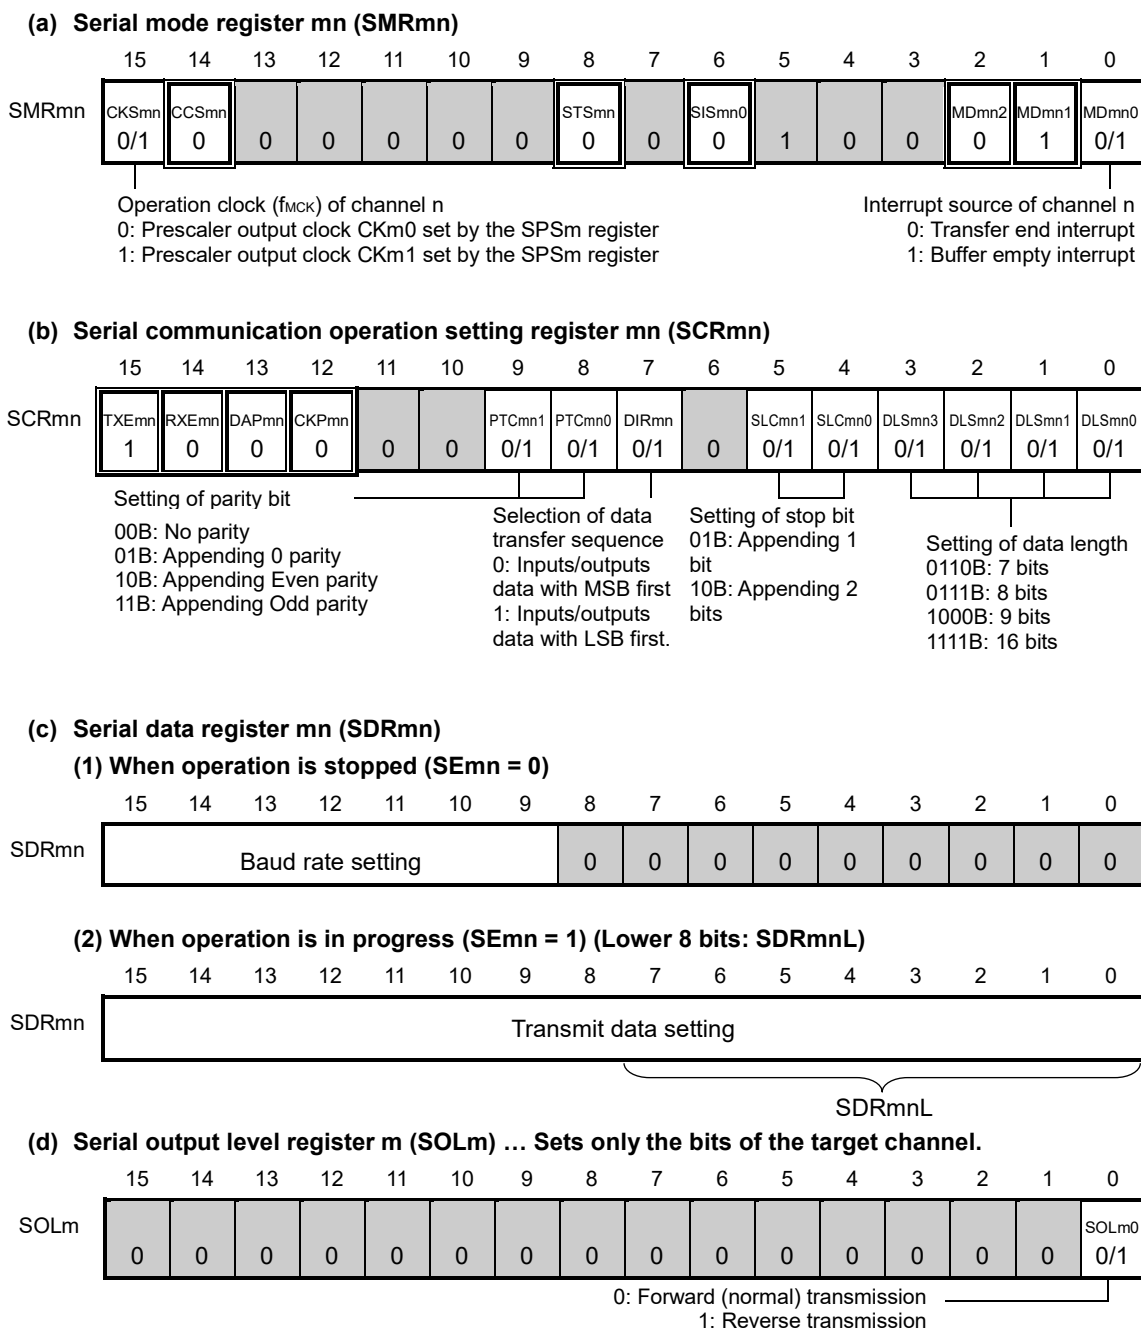 (a) Serial mode register mn (SMRmn)
15 14 13 12 11 10 9 8 7 6 5 4 3 2 1 0
SMRmn
CKSmn CCSmn STSmn SISmn0 MDmn2 MDmn1 MDmn0
0/1 0 0 0 0 0 0 0 0 0 1 0 0 0 1 0/1
Operation clock (fMCK) of channel n
0: Prescaler output clock CKm0 set by the SPSm register
1: Prescaler output clock CKm1 set by the SPSm register
Interrupt source of channel n
0: Transfer end interrupt
1: Buffer empty interrupt
(b) Serial communication operation setting register mn (SCRmn)
15 14 13 12 11 10 9 8 7 6 5 4 3 2 1 0
SCRmn
TXEmn RXEmn DAPmn CKPmn PTCmn1 PTCmn0 DIRmn SLCmn1 SLCmn0 DLSmn3 DLSmn2 DLSmn1 DLSmn0
1 0 0 0 0 0 0/1 0/1 0/1 0 0/1 0/1 0/1 0/1 0/1 0/1
Setting of parity bit
00B: No parity
01B: Appending 0 parity
10B: Appending Even parity
11B: Appending Odd parity
Selection of data
transfer sequence
0: Inputs/outputs
data with MSB first
1: Inputs/outputs
data with LSB first.
Setting of stop bit
01B: Appending 1
bit
10B: Appending 2
bits
Setting of data length
0110B: 7 bits
0111B: 8 bits
1000B: 9 bits
1111B: 16 bits
(c) Serial data register mn (SDRmn)
(1) When operation is stopped (SEmn = 0)
15 14 13 12 11 10 9 8 7 6 5 4 3 2 1 0
SDRmn
Baud rate setting 0 0 0 0 0 0 0 0 0
(2) When operation is in progress (SEmn = 1) (Lower 8 bits: SDRmnL)
15 14 13 12 11 10 9 8 7 6 5 4 3 2 1 0
SDRmn
Transmit data setting
SDRmnL
(d) Serial output level register m (SOLm) … Sets only the bits of the target channel.
15 14 13 12 11 10 9 8 7 6 5 4 3 2 1 0
SOLm
SOLm0
0 0 0 0 0 0 0 0 0 0 0 0 0 0 0 0/1
0: Forward (normal) transmission
1: Reverse transmission